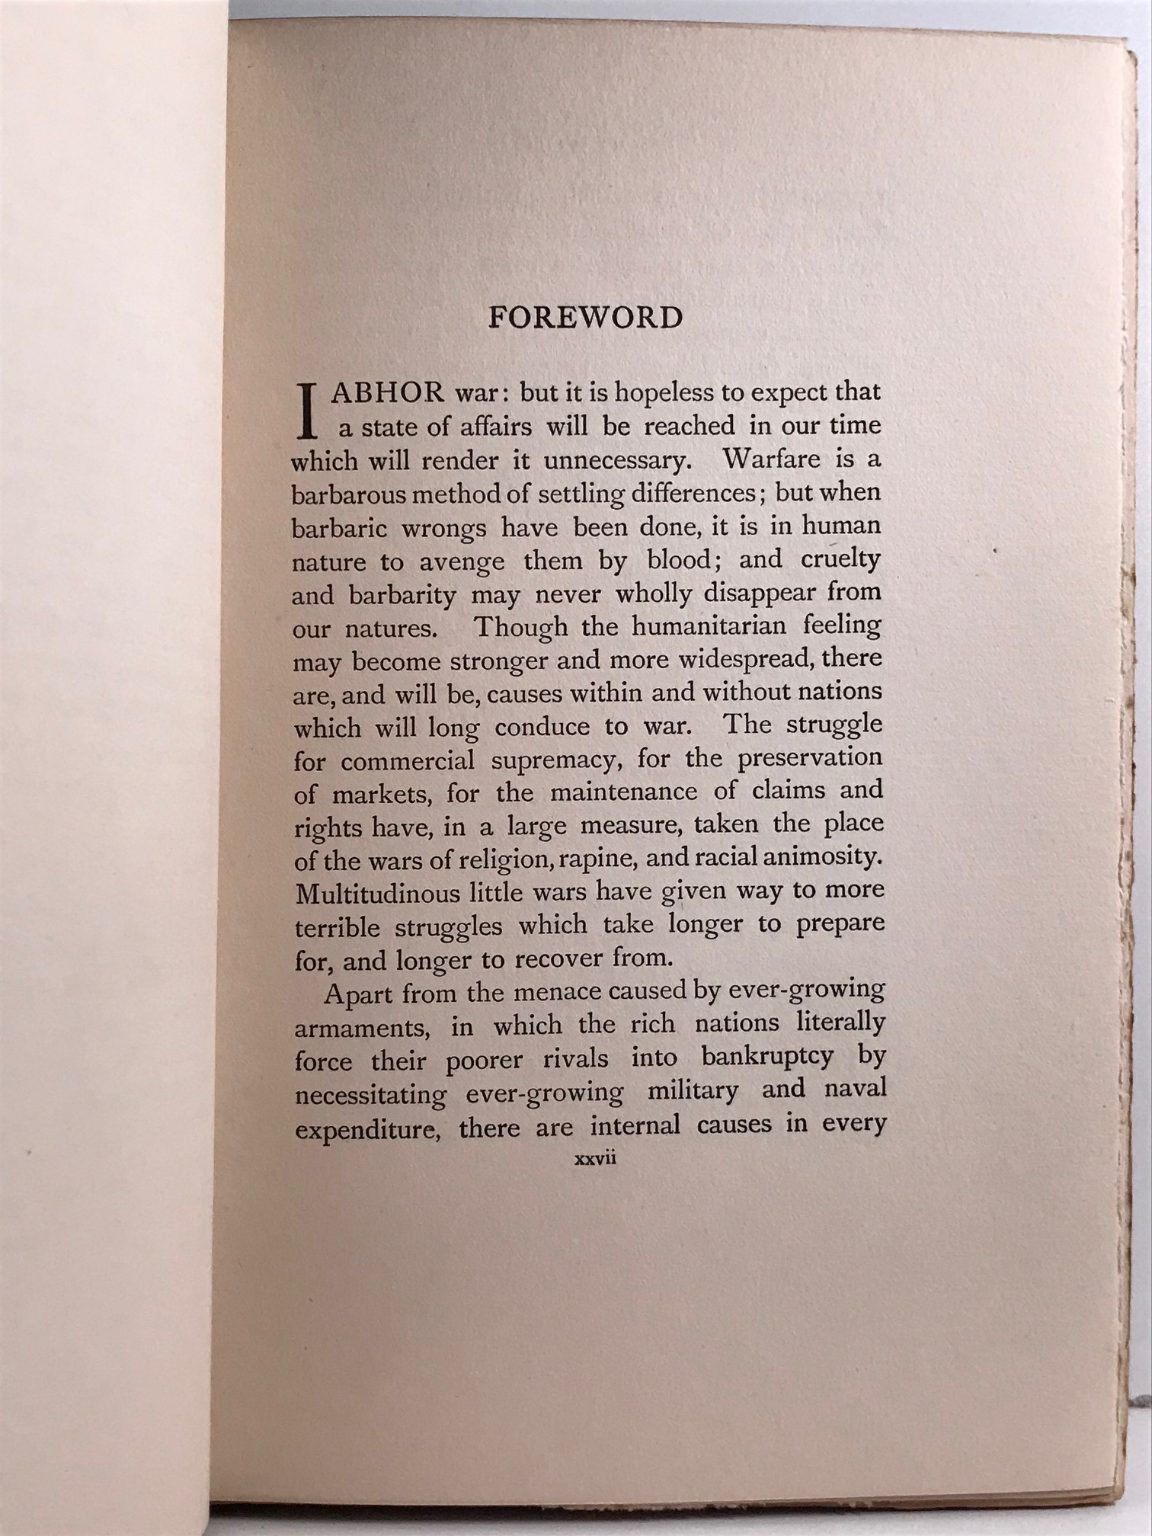 FOREWORD
I ABHOR war: but it is hopeless to expect that
a state of affairs will be reached in our time
which will render it unnecessary. Warfare is a
barbarous method of settling differences; but when
barbaric wrongs have been done, it is in human
nature to avenge them by blood; and cruelty
and barbarity may never wholly disappear from
our natures. Though the humanitarian feeling
may become stronger and more widespread, there
are, and will be, causes within and without nations
which will long conduce to war. The struggle
for commercial supremacy, for the preservation
of markets, for the maintenance of claims and
rights have, in a large measure, taken the place
of the wars of religion, rapine, and racial animosity.
Multitudinous little wars have given way to more
terrible struggles which take longer to prepare
for, and longer to recover from.
Apart from the menace caused by ever-growing
armaments, in which the rich nations literally
force their poorer rivals into bankruptcy by
necessitating ever-growing military and naval
expenditure, there are internal causes in every
xxvii